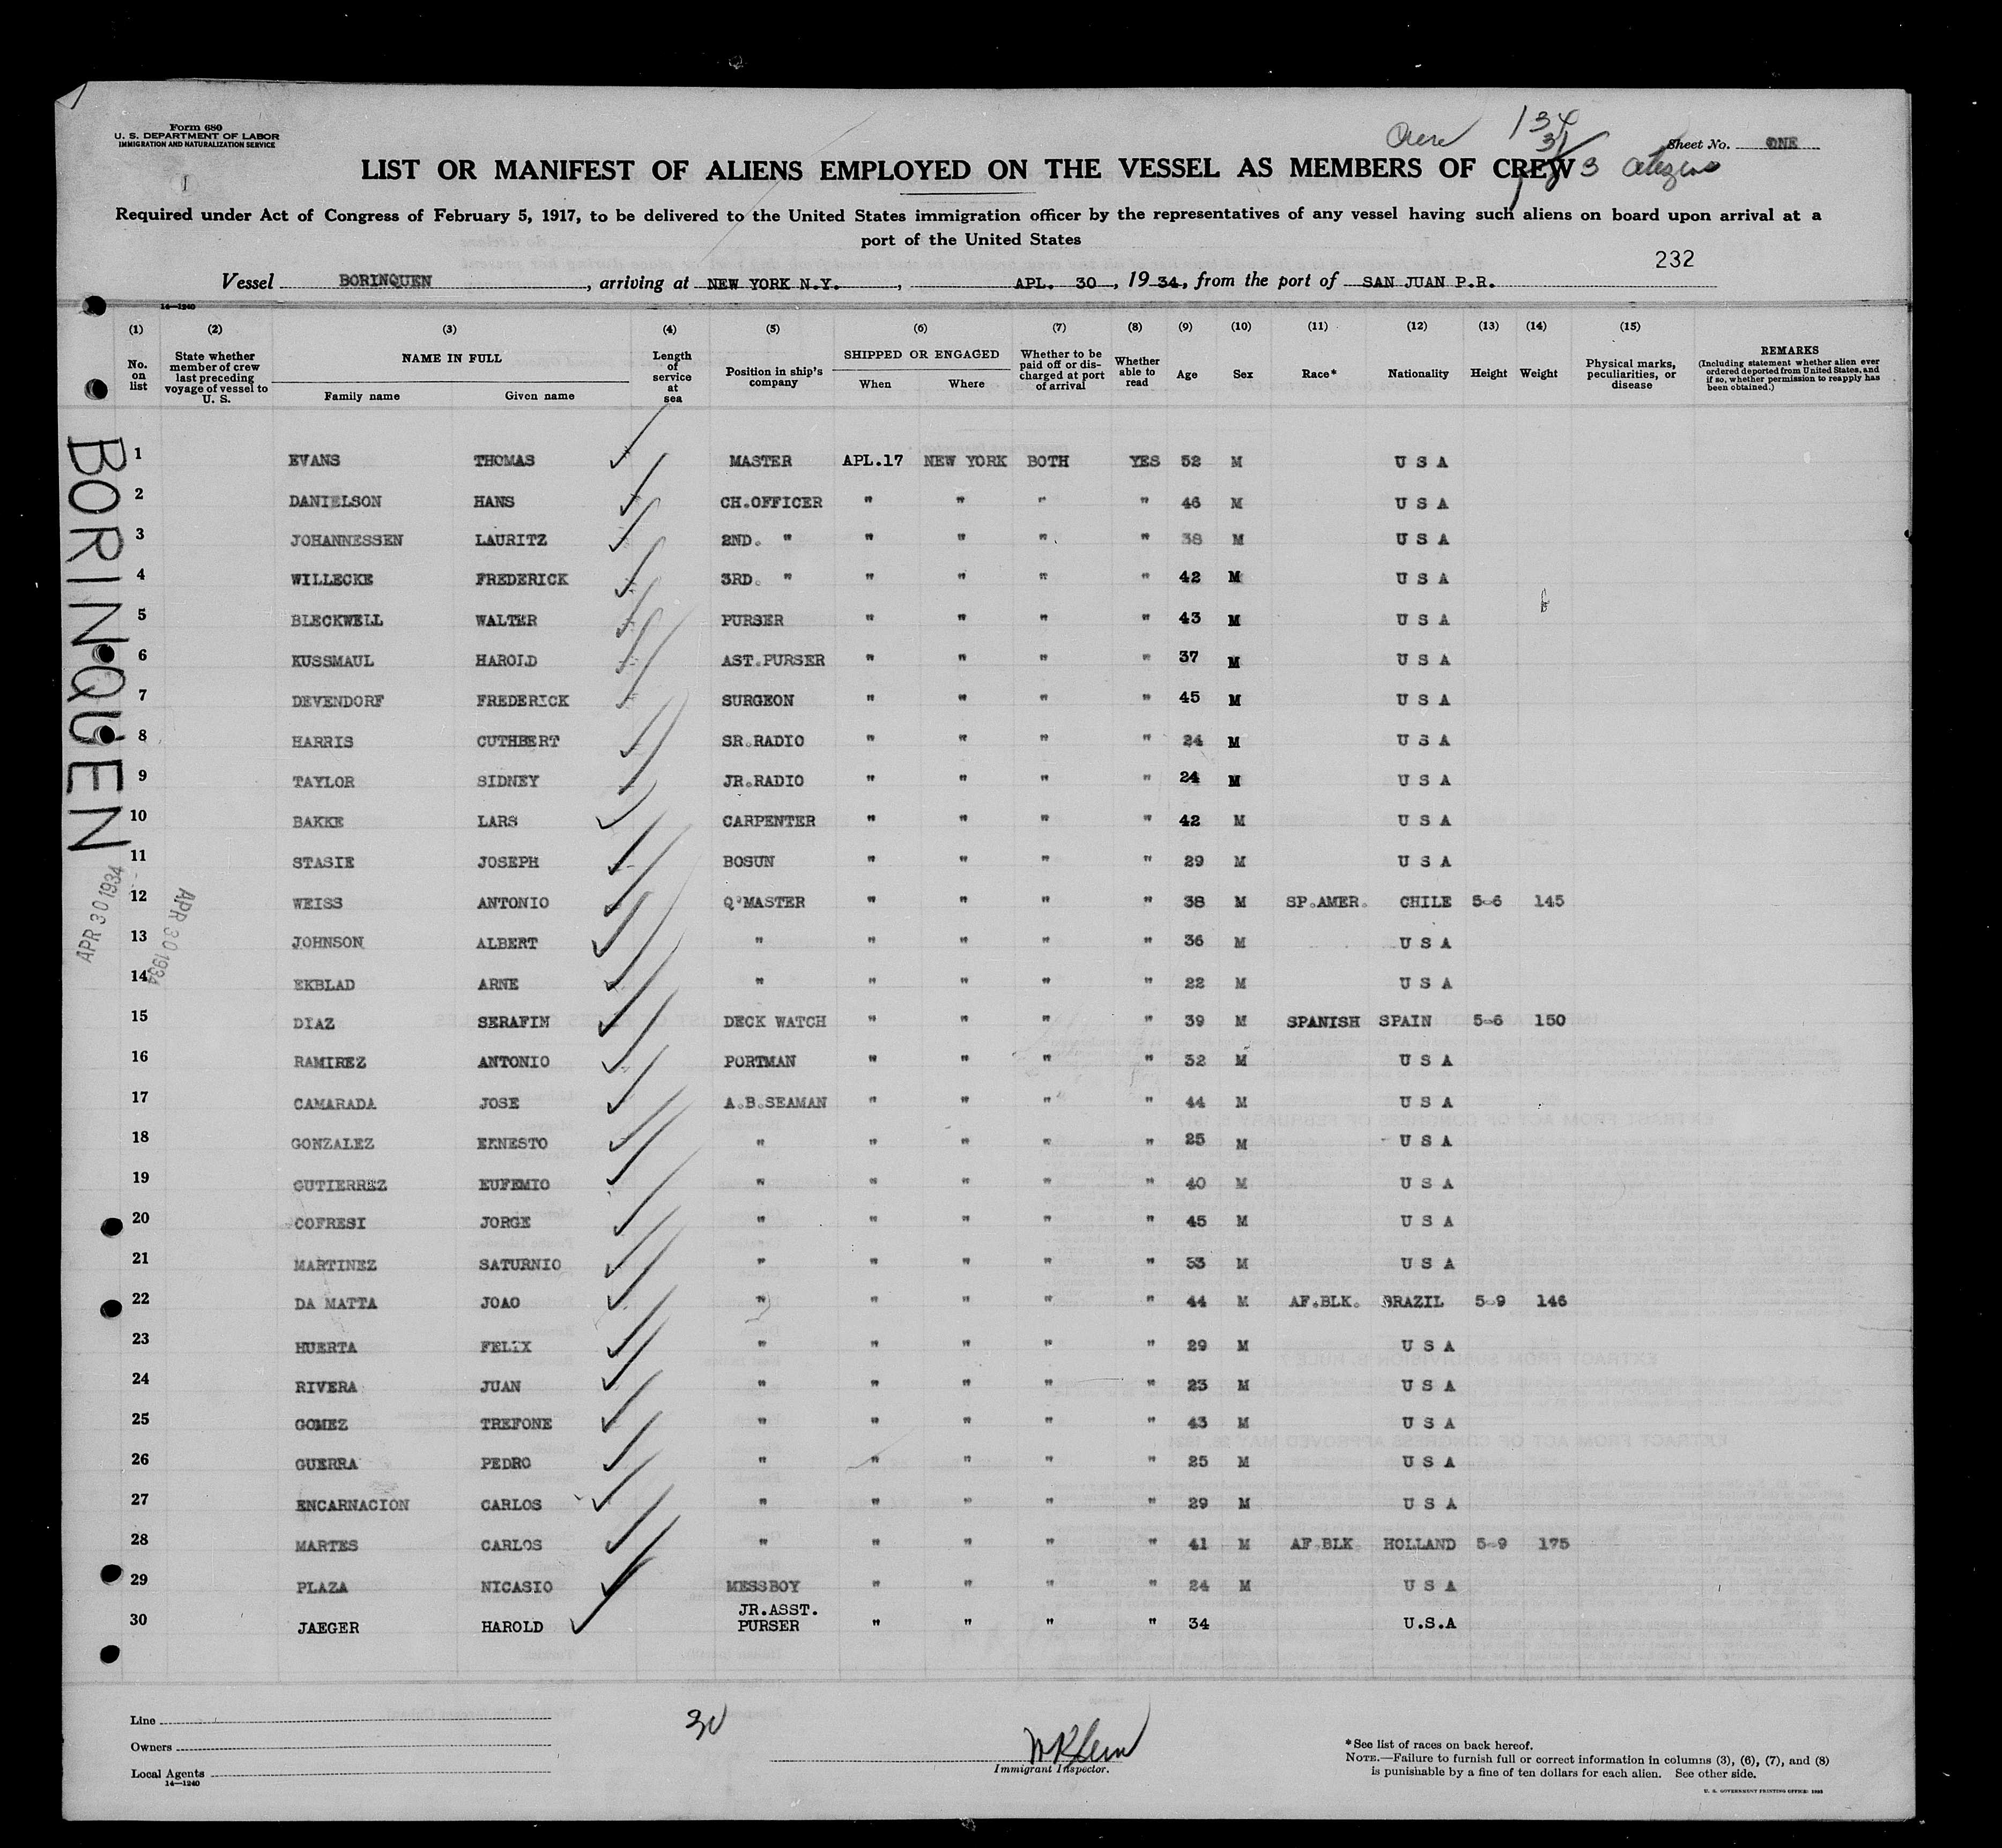 Form 680
U. S. DEPARTMENT OF LABOR
IMMIGRATION AND NATURALIZATION SERVICE
Sheet No. ONE
LIST OR MANIFEST OF ALIENS EMPLOYED ON THE VESSEL AS MEMBERS OF CREW
Required under Act of Congress of February 5, 1917, to be delivered to the United States immigration officer by the representatives of any vessel having such aliens on board upon arrival at a
port of the United States
232
Vessel BORINQUEN, arriving at NEW YORK N.Y., APL. 30, 1934, from the port of SAN JUAN P.R.
14—1240
(1) (2) (3) (4) (5) (6) (7) (8) (9) (10) (11) (12) (13) (14) (15)
No. on list
State whether member of crew last preceding voyage of vessel to U. S.
NAME IN FULL
Family name
Given name
Length of service at sea
Position in ship's company
SHIPPED OR ENGAGED
When
Where
Whether to be paid off or discharged at port of arrival
Whether able to read
Age
Sex
Race*
Nationality
Height
Weight
Physical marks, peculiarities, or disease
REMARKS
(Including statement whether alien ever ordered deported from United States, and if so, whether permission to reapply has been obtained.)
BORINQUEN
APR 30 1934
APR 30 1934
1 EVANS THOMAS MASTER APL.17 NEW YORK BOTH YES 52 M U S A
2 DANIELSON HANS CH.OFFICER " " " " 46 M U S A
3 JOHANNESSEN LAURITZ 2ND. " " " " " 38 M U S A
4 WILLECKE FREDERICK 3RD. " " " " " 42 M U S A
5 BLECKWELL WALTER PURSER " " " " 43 M U S A
6 KUSSMAUL HAROLD AST.PURSER " " " " 37 M U S A
7 DEVENDORF FREDERICK SURGEON " " " " 45 M U S A
8 HARRIS CUTHBERT SR.RADIO " " " " 24 M U S A
9 TAYLOR SIDNEY JR.RADIO " " " " 24 M U S A
10 BAKKE LARS CARPENTER " " " " 42 M U S A
11 STASIE JOSEPH BOSUN " " " " 29 M U S A
12 WEISS ANTONIO Q'MASTER " " " " 38 M SP.AMER. CHILE 5-6 145
13 JOHNSON ALBERT " " " " " 36 M U S A
14 EKBLAD ARNE " " " " " 22 M U S A
15 DIAZ SERAFIN DECK WATCH " " " " 39 M SPANISH SPAIN 5-6 150
16 RAMIREZ ANTONIO PORTMAN " " " " 32 M U S A
17 CAMARADA JOSE A.B.SEAMAN " " " " 44 M U S A
18 GONZALEZ ERNESTO " " " " " 25 M U S A
19 GUTIERREZ EUFEMIO " " " " " 40 M U S A
20 COFRESI JORGE " " " " " 45 M U S A
21 MARTINEZ SATURNIO " " " " " 53 M U S A
22 DA MATTA JOAO " " " " " 44 M AF.BLK. BRAZIL 5-9 146
23 HUERTA FELIX " " " " " 29 M U S A
24 RIVERA JUAN " " " " " 23 M U S A
25 GOMEZ TREFONE " " " " " 43 M U S A
26 GUERRA PEDRO " " " " " 25 M U S A
27 ENCARNACION CARLOS " " " " " 29 M U S A
28 MARTES CARLOS " " " " " 41 M AF.BLK. HOLLAND 5-9 175
29 PLAZA NICASIO MESSBOY " " " " 24 M U S A
30 JAEGER HAROLD JR.ASST. PURSER " " " " 34 U.S.A
Line
Owners
Local Agents
14—1240
30
Immigrant Inspector.
*See list of races on back hereof.
NOTE.—Failure to furnish full or correct information in columns (3), (6), (7), and (8)
is punishable by a fine of ten dollars for each alien. See other side.